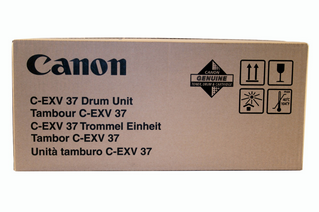 Canon
CANON
GENUINE
C-EXV 37 Drum Unit
Tambour C-EXV 37
C-EXV 37 Trommel Einheit
Tambor C-EXV 37
Unità tamburo C-EXV 37